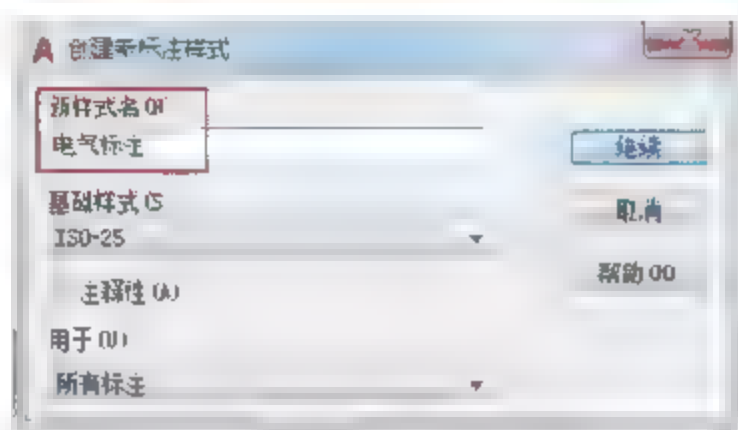 创建新标注样式
新样式名(N)
电气标注
继续
基础样式(S
取消
ISO-25
注释性(A)
帮助(H)
用于(U)
所有标注